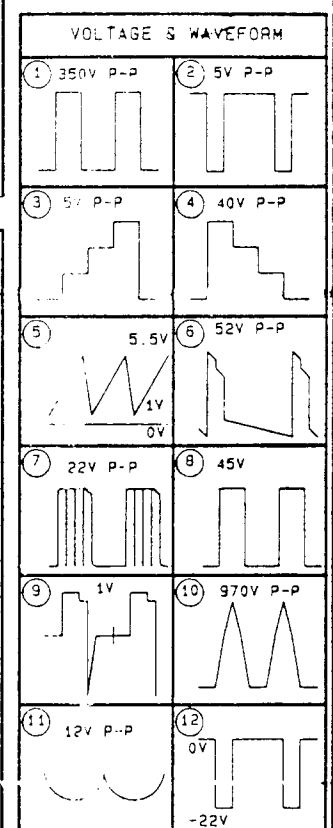 VOLTAGE & WAVEFORM
1 350V P-P
2 5V P-P
3 5V P-P
4 40V P-P
5 5.5V
1V
0V
6 52V P-P
7 22V P-P
8 45V
9 1V
10 970V P-P
11 12V P-P
12
0V
-22V